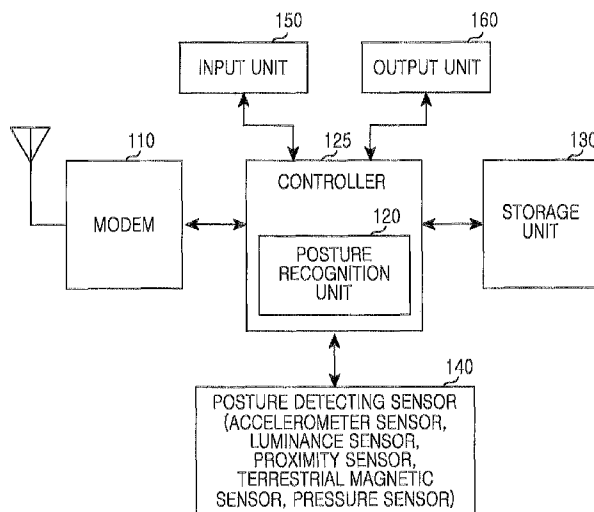 150
160
INPUT UNIT
OUTPUT UNIT
110
125
130
MODEM
CONTROLLER
120
POSTURE
RECOGNITION
UNIT
STORAGE
UNIT
140
POSTURE DETECTING SENSOR
(ACCELEROMETER SENSOR,
LUMINANCE SENSOR,
PROXIMITY SENSOR,
TERRESTRIAL MAGNETIC
SENSOR, PRESSURE SENSOR)